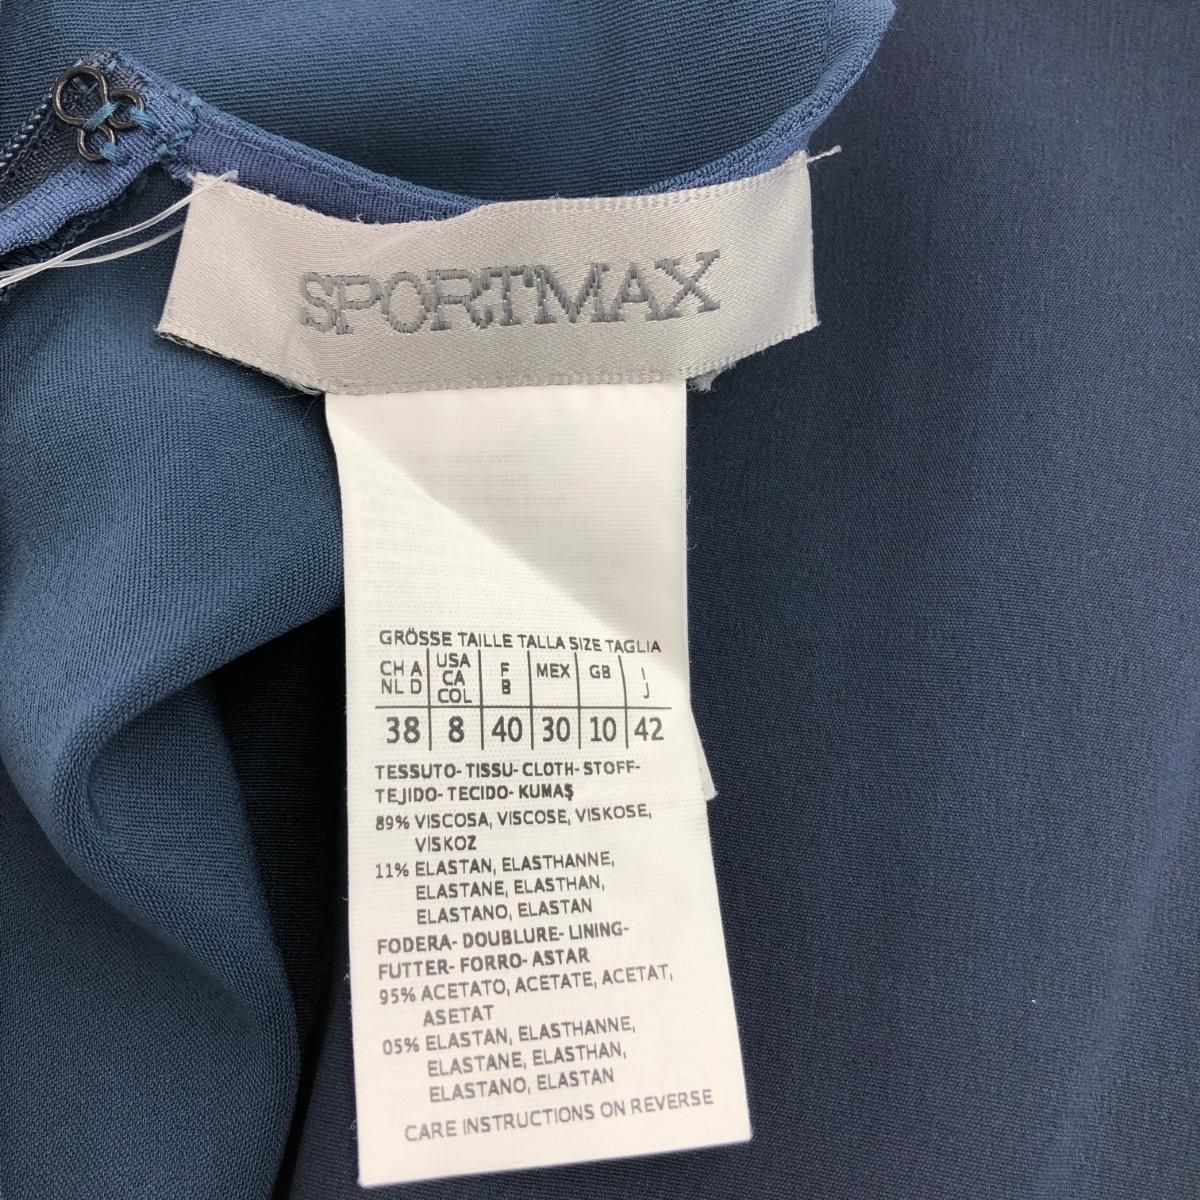 SPORTMAX
GRÖSSE TAILLE TALLA SIZE TAGLIA
CH A NL D | USA CA COL | F B | MEX | GB | I J
38 | 8 | 40 | 30 | 10 | 42
TESSUTO- TISSU- CLOTH- STOFF-
TEJIDO- TECIDO- KUMAŞ
89% VISCOSA, VISCOSE, VISKOSE,
VISKOZ
11% ELASTAN, ELASTHANNE,
ELASTANE, ELASTHAN,
ELASTANO, ELASTAN
FODERA- DOUBLURE- LINING-
FUTTER- FORRO- ASTAR
95% ACETATO, ACETATE, ACETAT,
ASETAT
05% ELASTAN, ELASTHANNE,
ELASTANE, ELASTHAN,
ELASTANO, ELASTAN
CARE INSTRUCTIONS ON REVERSE